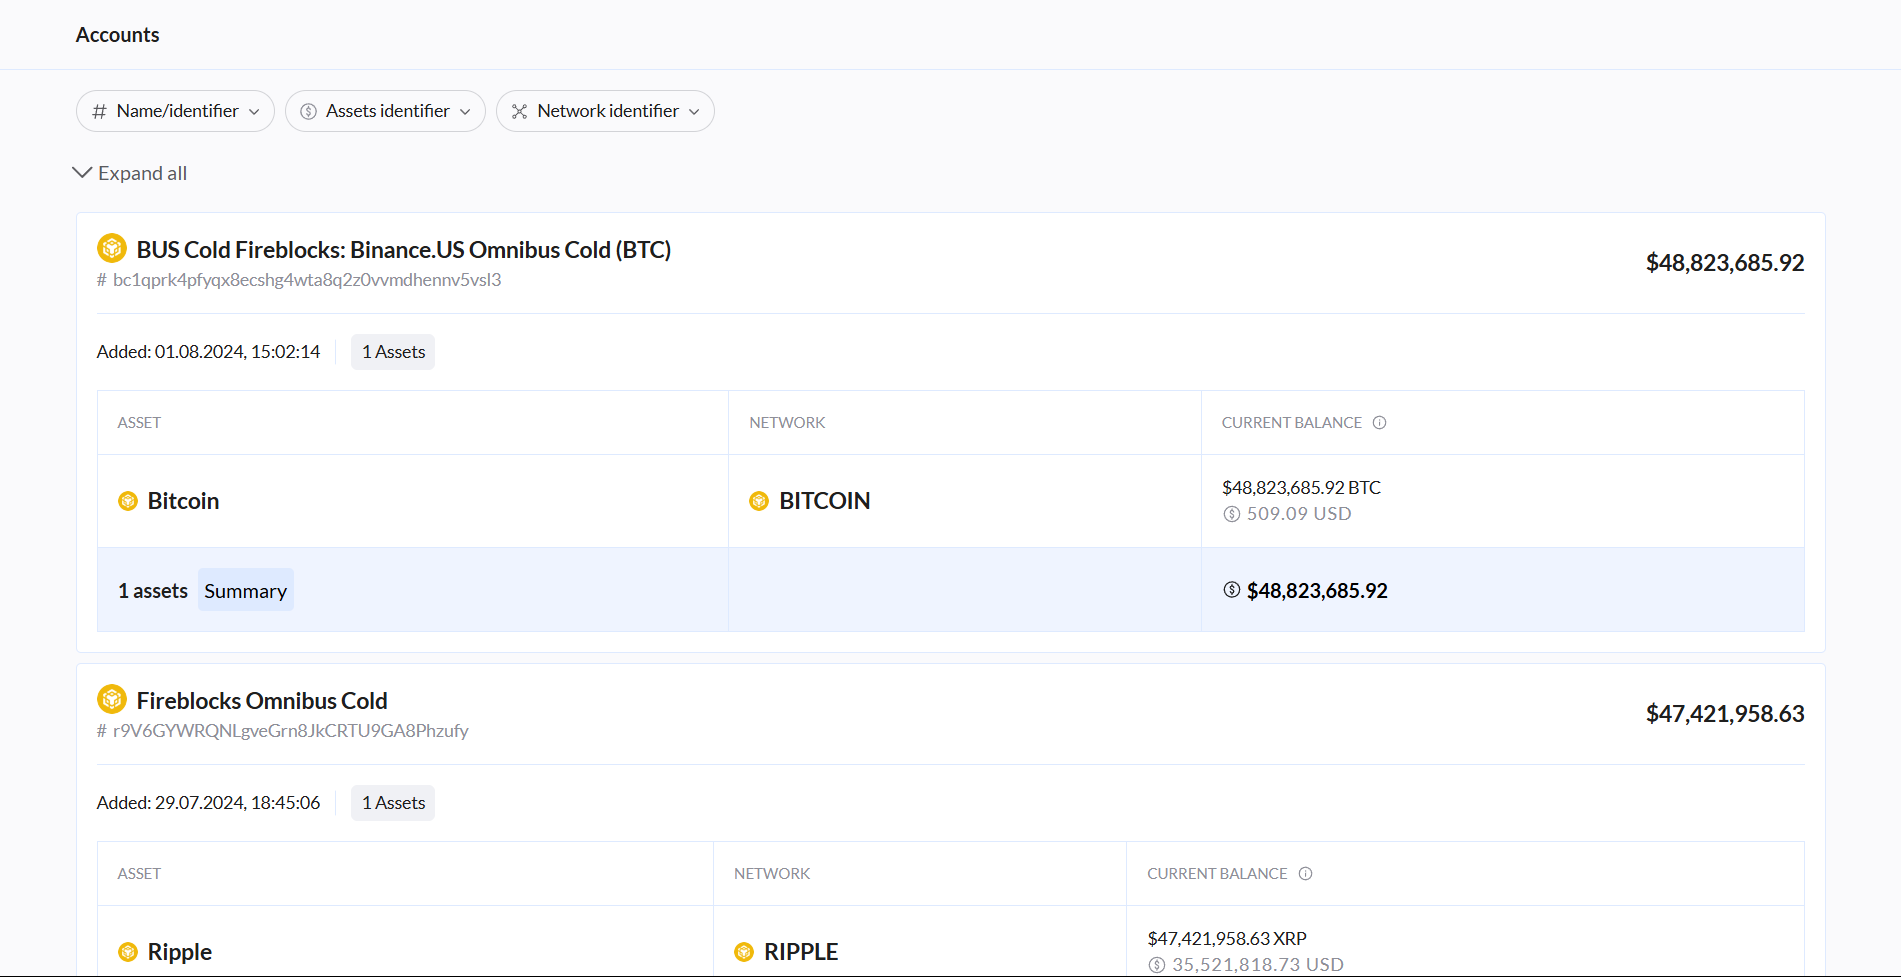 Accounts
# Name/identifier
Assets identifier
Network identifier
Expand all
BUS Cold Fireblocks: Binance.US Omnibus Cold (BTC)
# bc1qprk4pfyqx8ecshg4wta8q2z0vvmdhennv5vsl3
$48,823,685.92
Added: 01.08.2024, 15:02:14
1 Assets
ASSET NETWORK CURRENT BALANCE
Bitcoin BITCOIN $48,823,685.92 BTC
509.09 USD
1 assets Summary $48,823,685.92
Fireblocks Omnibus Cold
# r9V6GYWRQNLgveGrn8JkCRTU9GA8Phzufy
$47,421,958.63
Added: 29.07.2024, 18:45:06
1 Assets
ASSET NETWORK CURRENT BALANCE
Ripple RIPPLE $47,421,958.63 XRP
35,521,818.73 USD